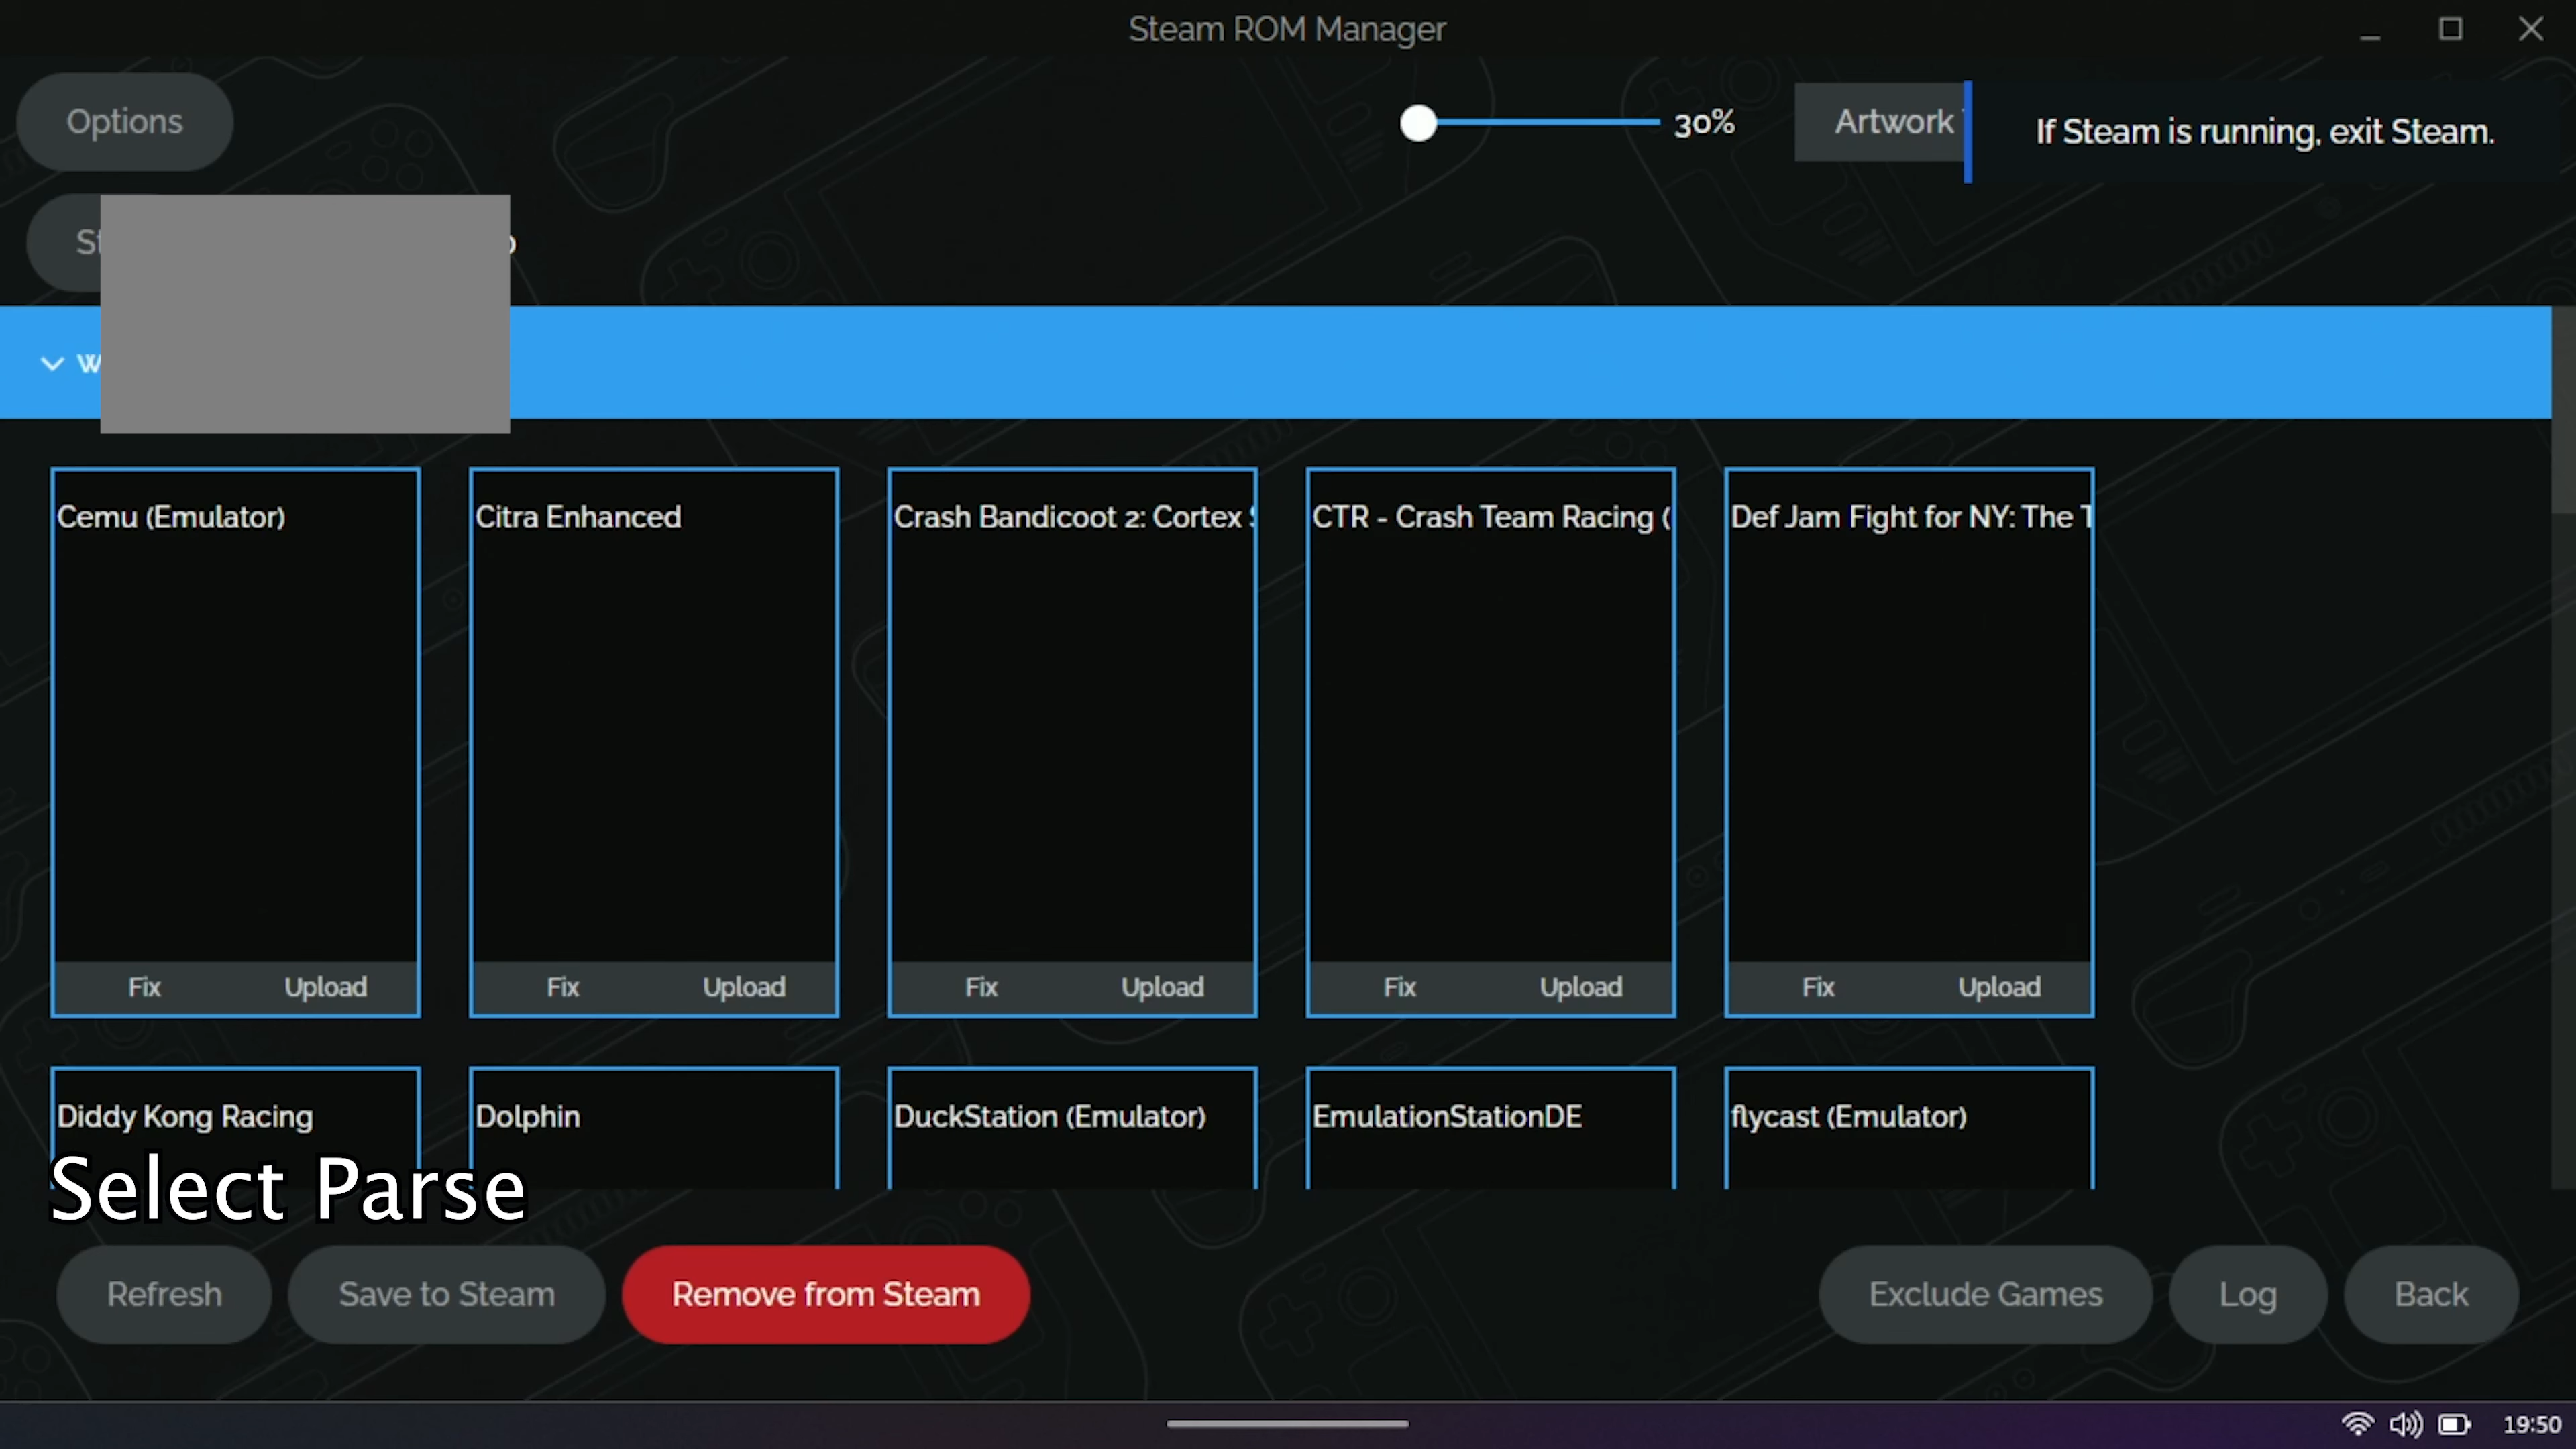 Steam ROM Manager
Options
30%
Artwork
If Steam is running, exit Steam.
Cemu (Emulator)
Citra Enhanced
Crash Bandicoot 2: Cortex
CTR - Crash Team Racing (
Def Jam Fight for NY: The
Fix Upload
Fix Upload
Fix Upload
Fix Upload
Fix Upload
Diddy Kong Racing
Dolphin
DuckStation (Emulator)
EmulationStationDE
flycast (Emulator)
Select Parse
Refresh
Save to Steam
Remove from Steam
Exclude Games
Log
Back
19:50